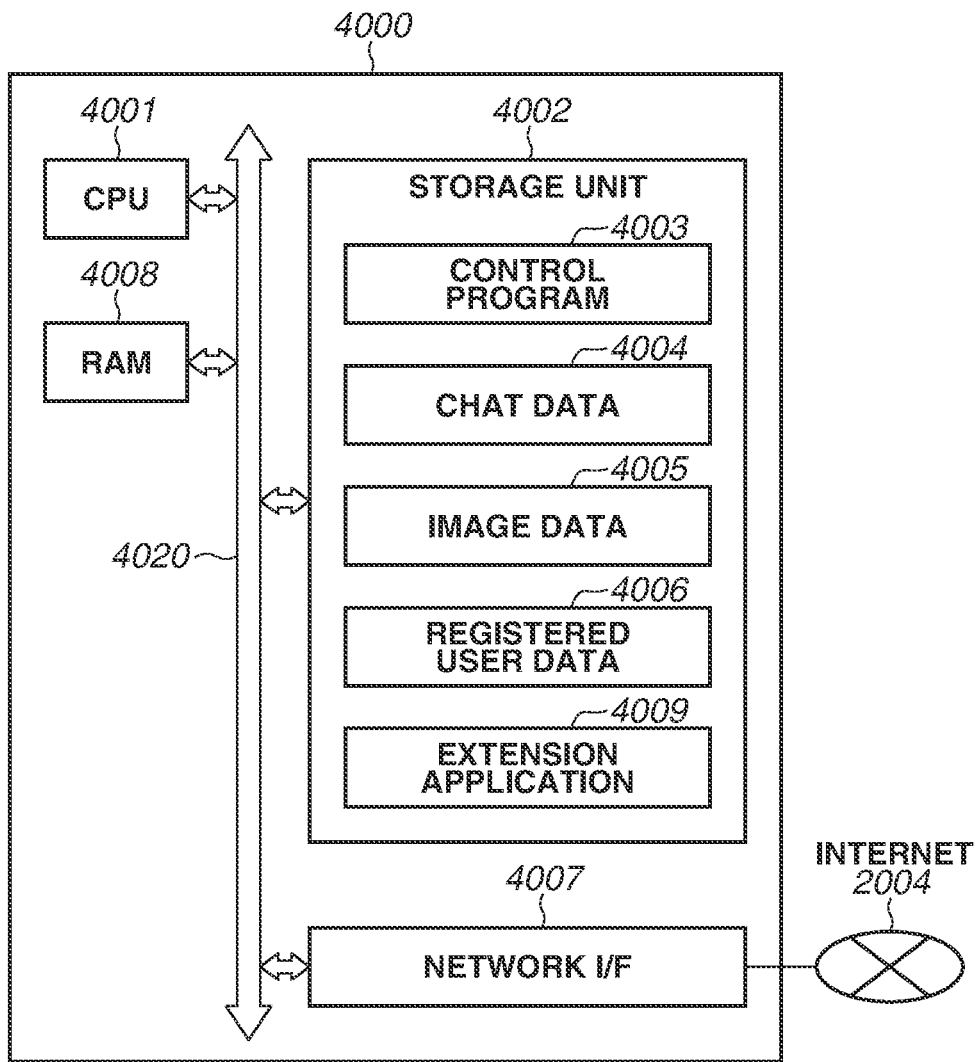 4000
4001
CPU
4008
RAM
4020
4002
STORAGE UNIT
4003
CONTROL
PROGRAM
4004
CHAT DATA
4005
IMAGE DATA
4006
REGISTERED
USER DATA
4009
EXTENSION
APPLICATION
4007
NETWORK I/F
INTERNET
2004